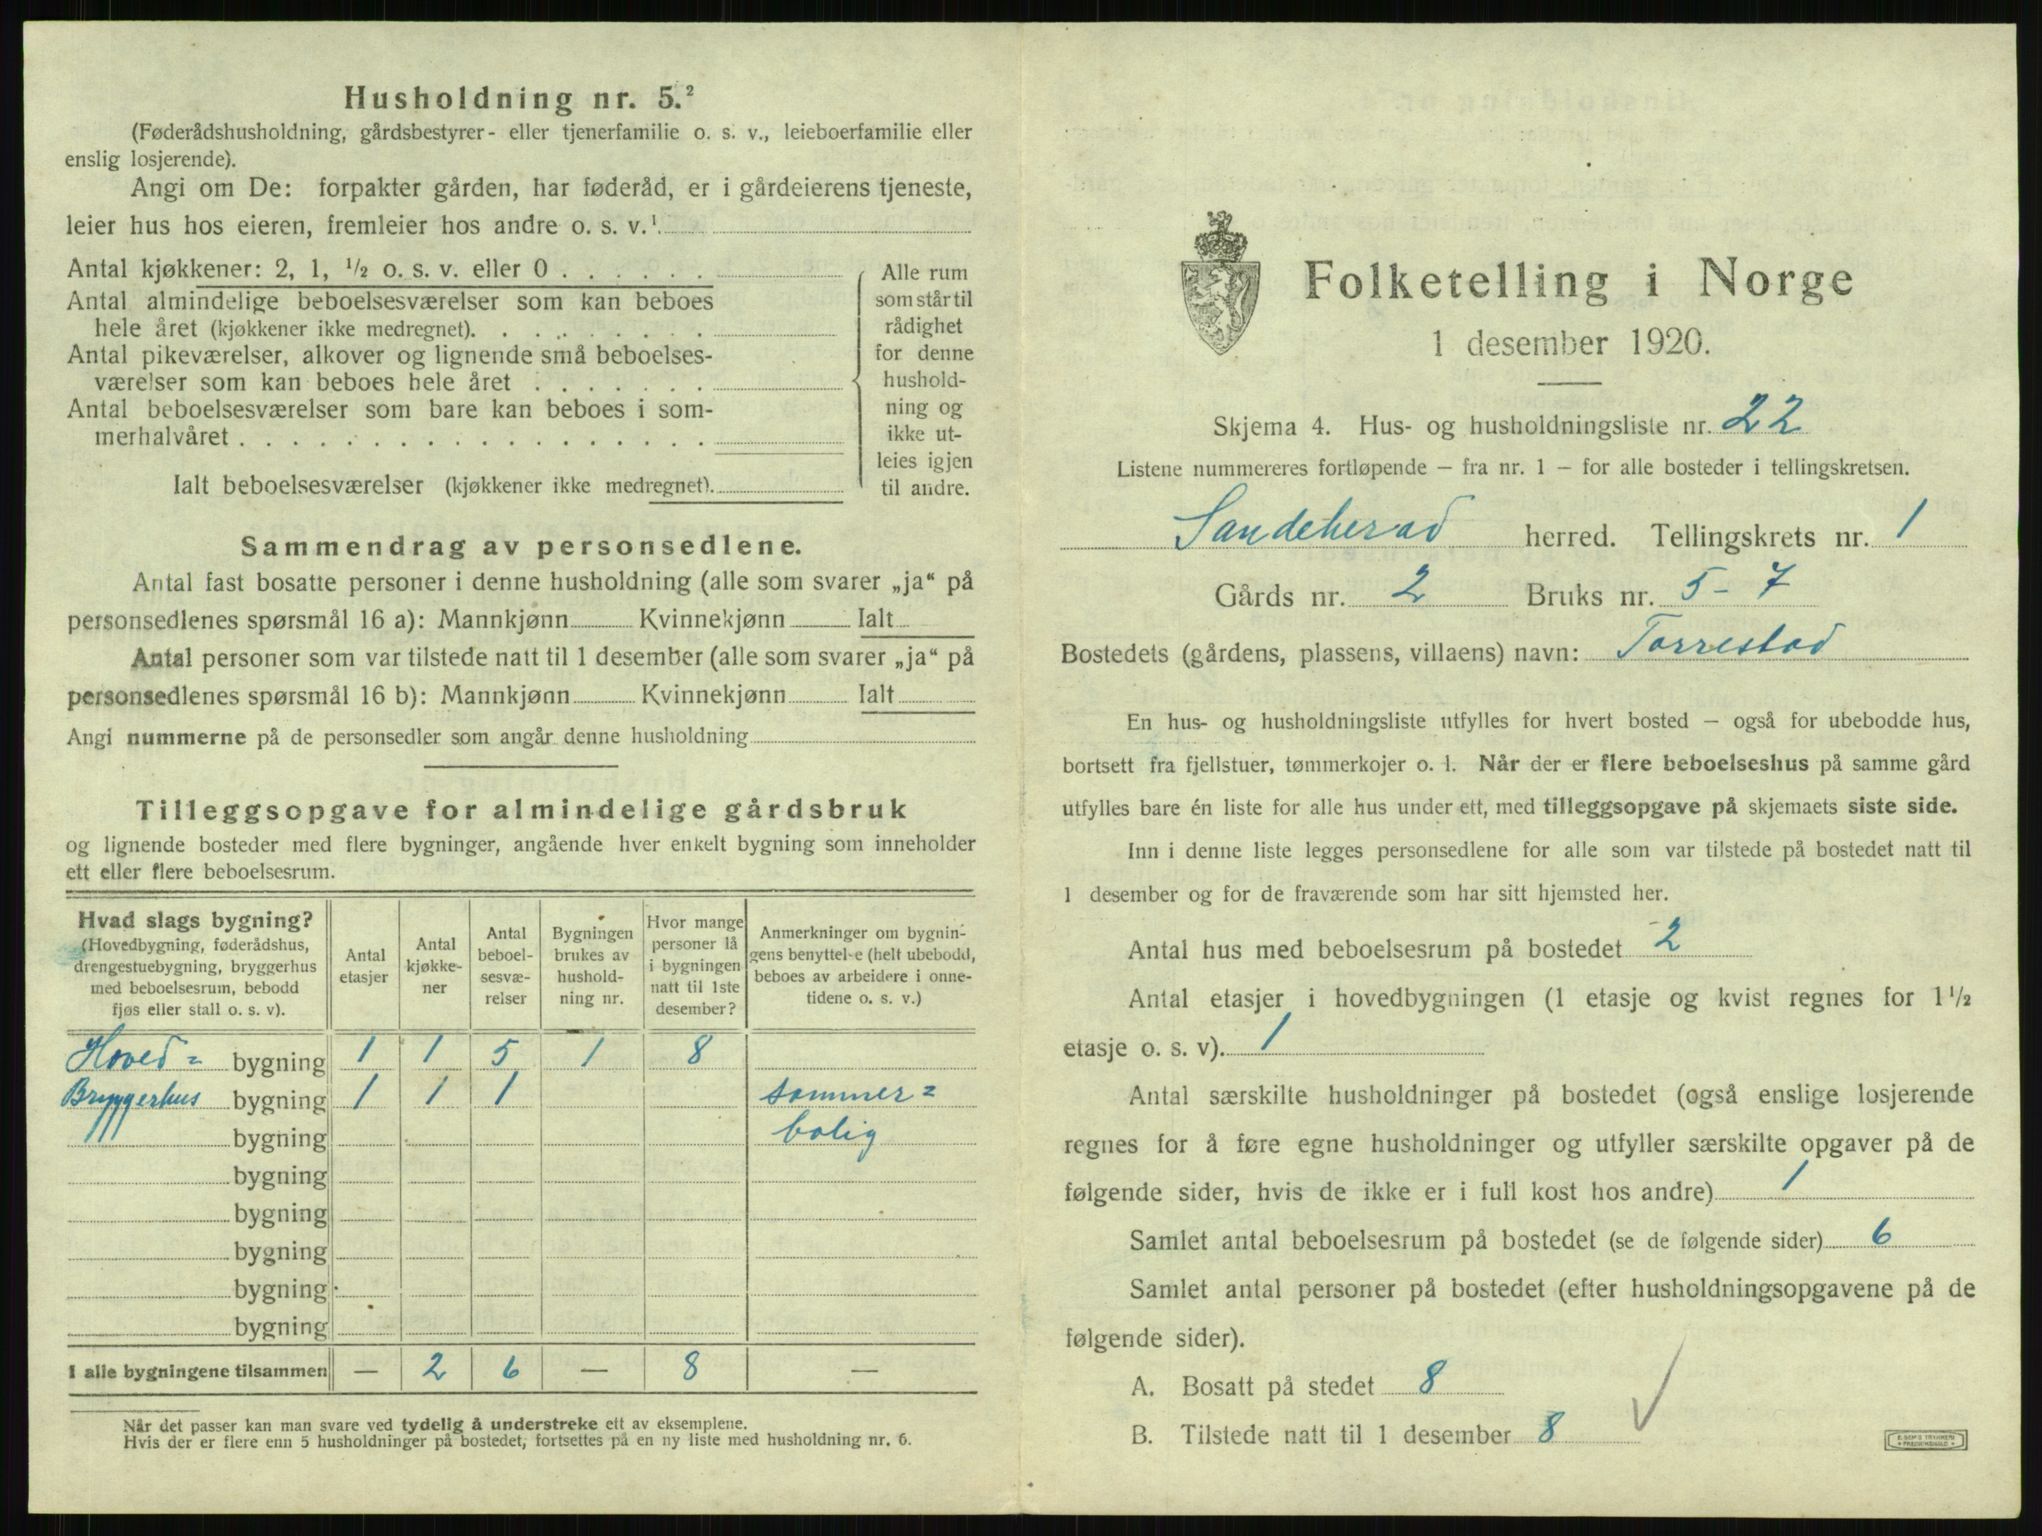 Husholdning nr. 5.²
(Føderådshusholdning, gårdsbestyrer- eller tjenerfamilie o. s. v., leieboerfamilie eller
enslig losjerende).
Angi om De: forpakter gården, har føderåd, er i gårdeierens tjeneste,
leier hus hos eieren, fremleier hos andre o. s. v.¹
Antal kjøkkener: 2, 1, ½ o. s. v. eller 0
Antal almindelige beboelsesværelser som kan beboes
hele året (kjøkkener ikke medregnet).
Antal pikeværelser, alkover og lignende små beboelses-
værelser som kan beboes hele året
Antal beboelsesværelser som bare kan beboes i som-
merhalvåret
Ialt beboelsesværelser (kjøkkener ikke medregnet).
Alle rum
som står til
rådighet
for denne
hushold-
ning og
ikke ut-
leies igjen
til andre.
Sammendrag av personsedlene.
Antal fast bosatte personer i denne husholdning (alle som svarer „ja“ på
personsedlenes spørsmål 16 a): Mannkjønn Kvinnekjønn Ialt
Antal personer som var tilstede natt til 1 desember (alle som svarer „ja“ på
personsedlenes spørsmål 16 b): Mannkjønn Kvinnekjønn Ialt
Angi nummerne på de personsedler som angår denne husholdning
Tilleggsopgave for almindelige gårdsbruk
og lignende bosteder med flere bygninger, angående hver enkelt bygning som inneholder
ett eller flere beboelsesrum.
Hvad slags bygning?
(Hovedbygning, føderådshus,
drengestuebygning, bryggerhus
med beboelsesrum, bebodd
fjøs eller stall o. s. v).
Antal
etasjer
Antal
kjøkke-
ner
Antal
beboel-
sesvæ-
relser
Bygningen
brukes av
hushold-
ning nr.
Hvor mange
personer lå
i bygningen
natt til 1ste
desember?
Anmerkninger om bygnin-
gens benyttelse (helt ubebodd,
beboes av arbeidere i onne-
tidene o. s. v.)
Hoved= bygning 1 1 5 1 8
Bryggerhus bygning 1 1 1 sommer=
bygning bolig
bygning
bygning
bygning
bygning
bygning
I alle bygningene tilsammen — 2 6 — 8 —
Når det passer kan man svare ved tydelig å understreke ett av eksemplene.
Hvis der er flere enn 5 husholdninger på bostedet, fortsettes på en ny liste med husholdning nr. 6.
Folketelling i Norge
1 desember 1920.
Skjema 4. Hus- og husholdningsliste nr. 22
Listene nummereres fortløpende — fra nr. 1 — for alle bosteder i tellingskretsen.
Sandeherad herred. Tellingskrets nr. 1
Gårds nr. 2 Bruks nr. 5-7
Bostedets (gårdens, plassens, villaens) navn: Torrestad
En hus- og husholdningsliste utfylles for hvert bosted — også for ubebodde hus,
bortsett fra fjellstuer, tømmerkojer o. l. Når der er flere beboelseshus på samme gård
utfylles bare én liste for alle hus under ett, med tilleggsopgave på skjemaets siste side.
Inn i denne liste legges personsedlene for alle som var tilstede på bostedet natt til
1 desember og for de fraværende som har sitt hjemsted her.
Antal hus med beboelsesrum på bostedet 2
Antal etasjer i hovedbygningen (1 etasje og kvist regnes for 1½
etasje o. s. v). 1
Antal særskilte husholdninger på bostedet (også enslige losjerende
regnes for å føre egne husholdninger og utfyller særskilte opgaver på de
følgende sider, hvis de ikke er i full kost hos andre) 1
Samlet antal beboelsesrum på bostedet (se de følgende sider) 6
Samlet antal personer på bostedet (efter husholdningsopgavene på de
følgende sider).
A. Bosatt på stedet 8
B. Tilstede natt til 1 desember 8